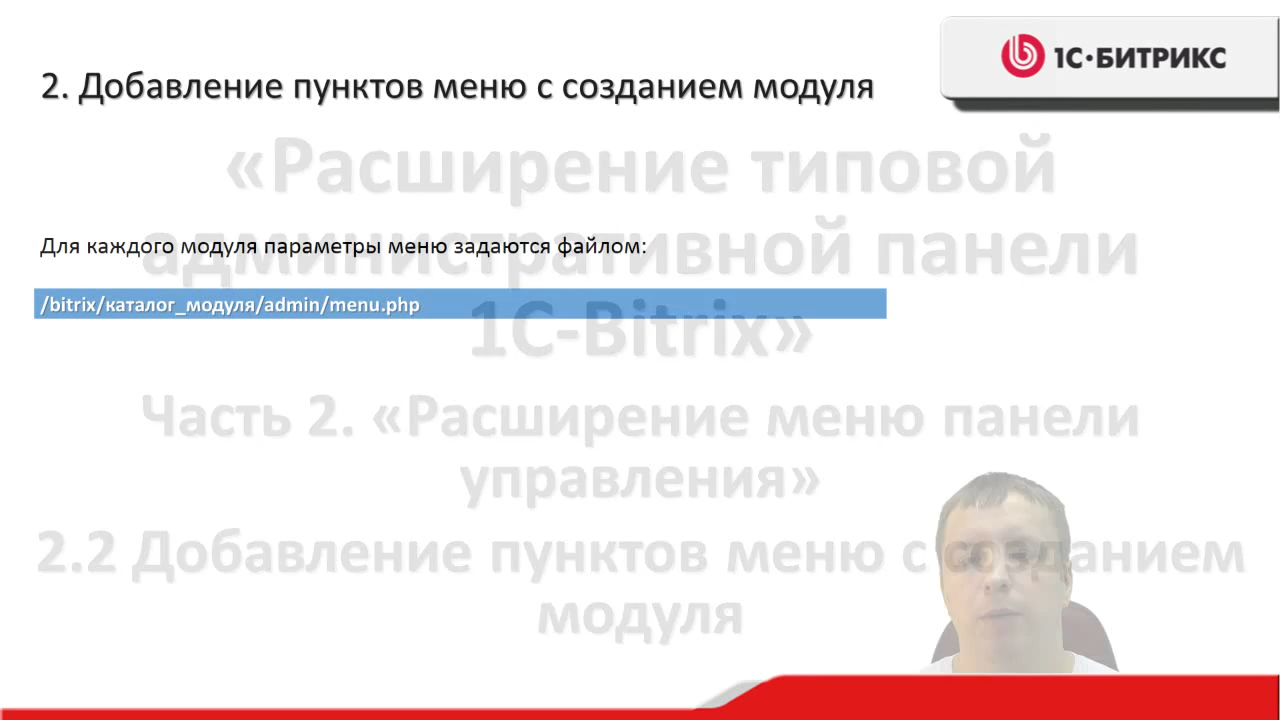 1С·БИТРИКС
2. Добавление пунктов меню с созданием модуля
«Расширение типовой
Для каждого модуля параметры меню задаются файлом:
административной панели
/bitrix/каталог_модуля/admin/menu.php
1C-Bitrix»
Часть 2. «Расширение меню панели
управления»
2.2 Добавление пунктов меню с созданием
модуля